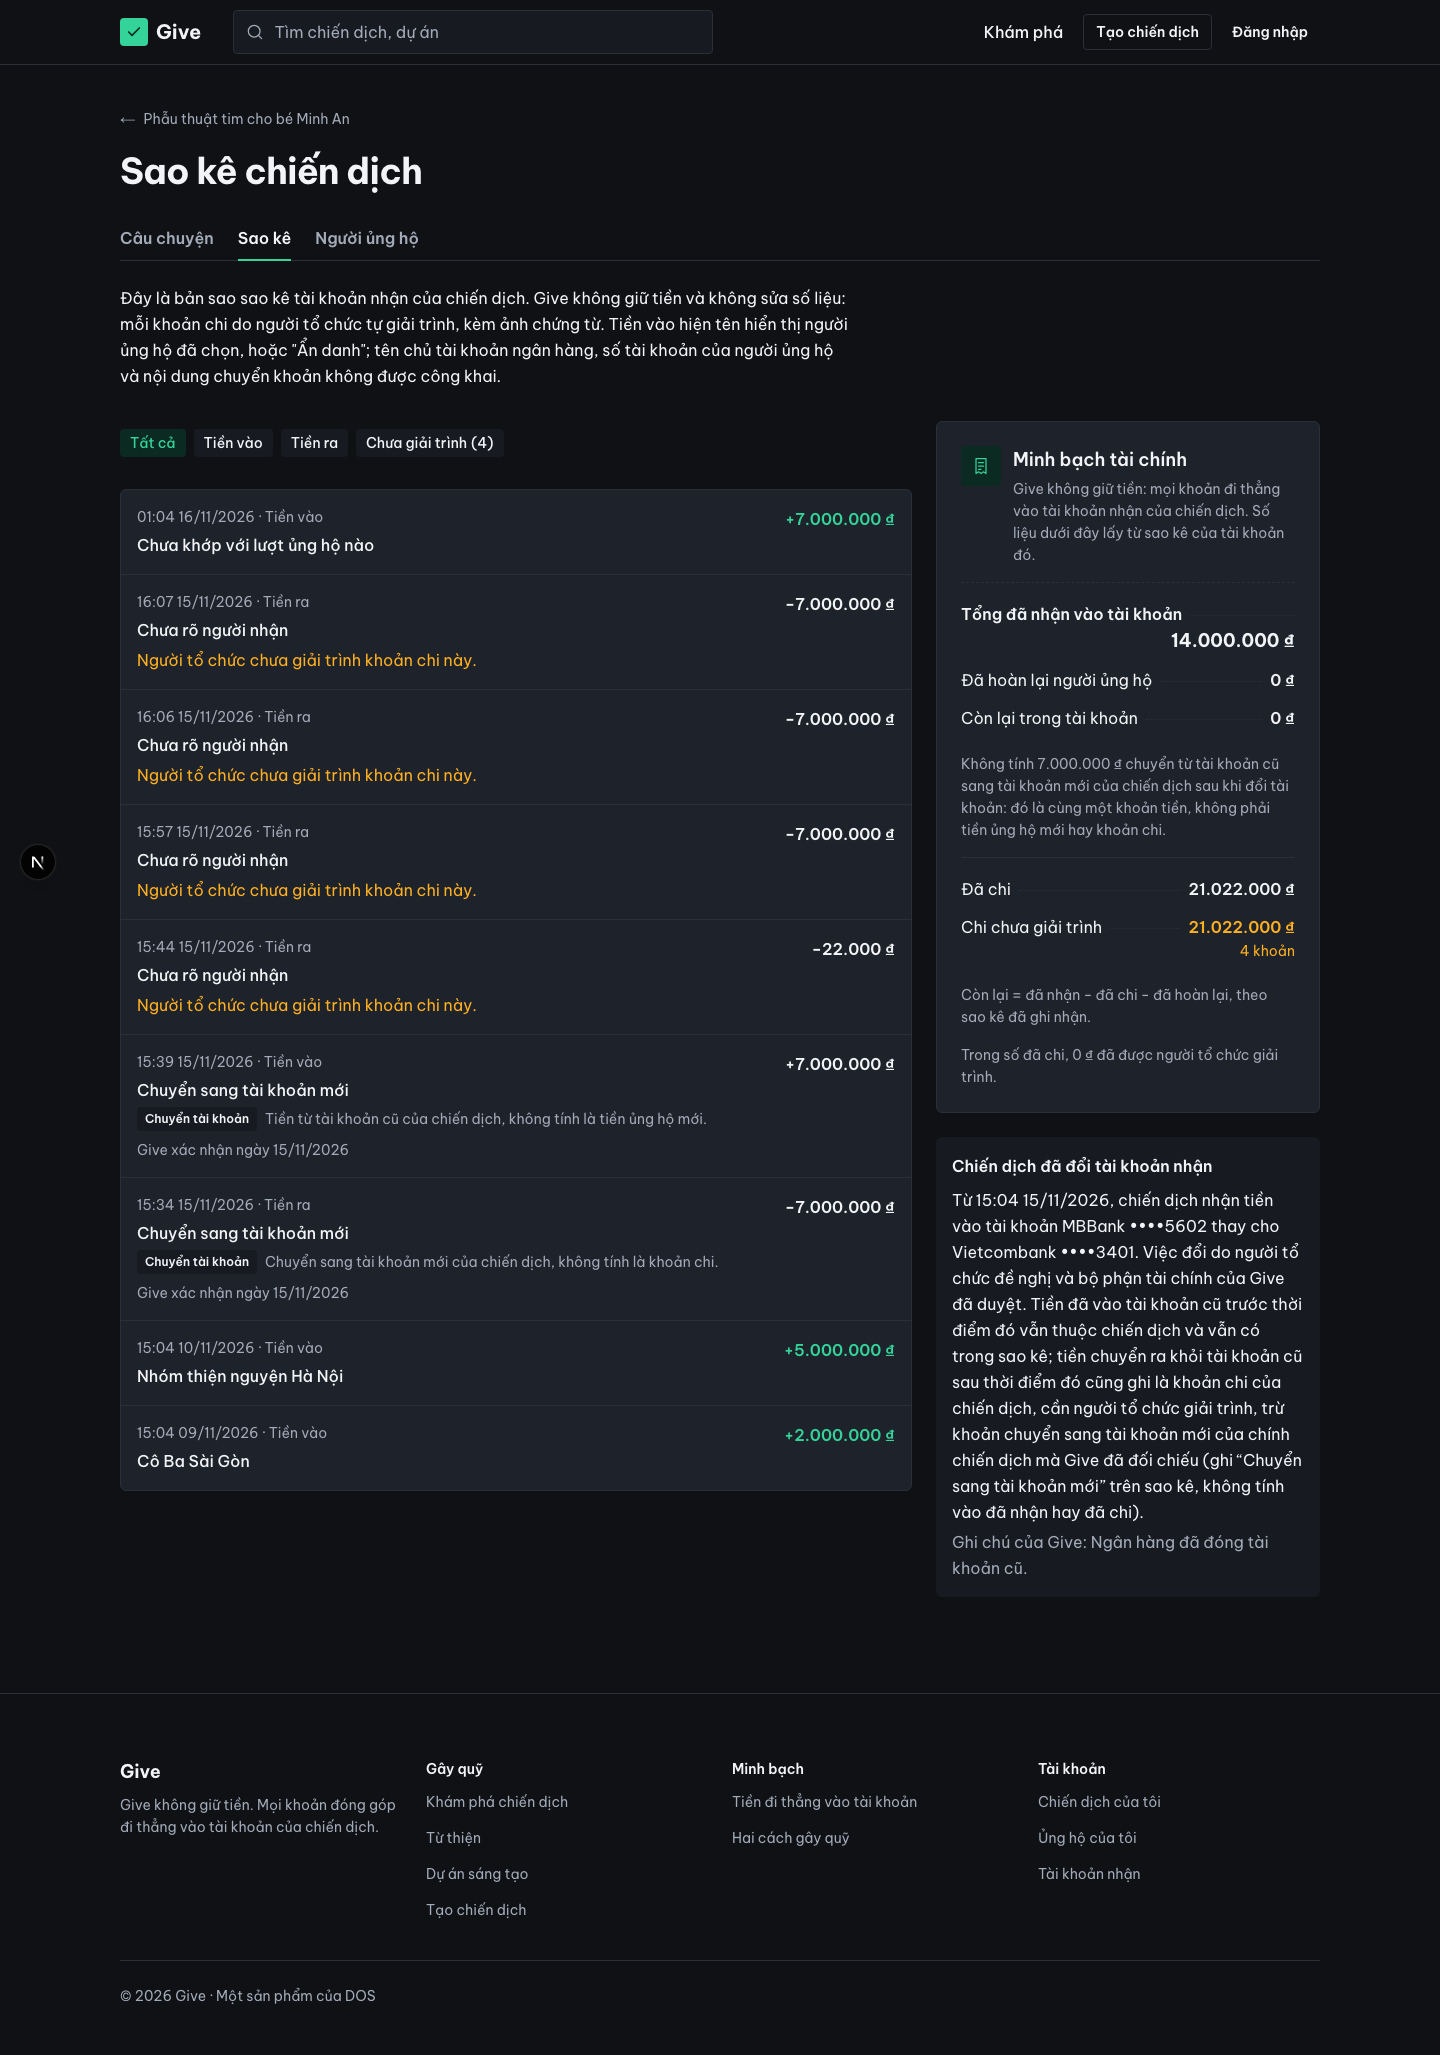 Give
Tìm chiến dịch, dự án
Khám phá
Tạo chiến dịch
Đăng nhập
← Phẫu thuật tim cho bé Minh An
Sao kê chiến dịch
Câu chuyện
Sao kê
Người ủng hộ
Đây là bản sao sao kê tài khoản nhận của chiến dịch. Give không giữ tiền và không sửa số liệu:
mỗi khoản chi do người tổ chức tự giải trình, kèm ảnh chứng từ. Tiền vào hiện tên hiển thị người
ủng hộ đã chọn, hoặc "Ẩn danh"; tên chủ tài khoản ngân hàng, số tài khoản của người ủng hộ
và nội dung chuyển khoản không được công khai.
Tất cả
Tiền vào
Tiền ra
Chưa giải trình (4)
01:04 16/11/2026 · Tiền vào
+7.000.000 ₫
Chưa khớp với lượt ủng hộ nào
16:07 15/11/2026 · Tiền ra
-7.000.000 ₫
Chưa rõ người nhận
Người tổ chức chưa giải trình khoản chi này.
16:06 15/11/2026 · Tiền ra
-7.000.000 ₫
Chưa rõ người nhận
Người tổ chức chưa giải trình khoản chi này.
15:57 15/11/2026 · Tiền ra
-7.000.000 ₫
Chưa rõ người nhận
Người tổ chức chưa giải trình khoản chi này.
15:44 15/11/2026 · Tiền ra
-22.000 ₫
Chưa rõ người nhận
Người tổ chức chưa giải trình khoản chi này.
15:39 15/11/2026 · Tiền vào
+7.000.000 ₫
Chuyển sang tài khoản mới
Chuyển tài khoản Tiền từ tài khoản cũ của chiến dịch, không tính là tiền ủng hộ mới.
Give xác nhận ngày 15/11/2026
15:34 15/11/2026 · Tiền ra
-7.000.000 ₫
Chuyển sang tài khoản mới
Chuyển tài khoản Chuyển sang tài khoản mới của chiến dịch, không tính là khoản chi.
Give xác nhận ngày 15/11/2026
15:04 10/11/2026 · Tiền vào
+5.000.000 ₫
Nhóm thiện nguyện Hà Nội
15:04 09/11/2026 · Tiền vào
+2.000.000 ₫
Cô Ba Sài Gòn
Minh bạch tài chính
Give không giữ tiền: mọi khoản đi thẳng
vào tài khoản nhận của chiến dịch. Số
liệu dưới đây lấy từ sao kê của tài khoản
đó.
Tổng đã nhận vào tài khoản
14.000.000 ₫
Đã hoàn lại người ủng hộ 0 ₫
Còn lại trong tài khoản 0 ₫
Không tính 7.000.000 ₫ chuyển từ tài khoản cũ
sang tài khoản mới của chiến dịch sau khi đổi tài
khoản: đó là cùng một khoản tiền, không phải
tiền ủng hộ mới hay khoản chi.
Đã chi 21.022.000 ₫
Chi chưa giải trình 21.022.000 ₫
4 khoản
Còn lại = đã nhận - đã chi - đã hoàn lại, theo
sao kê đã ghi nhận.
Trong số đã chi, 0 ₫ đã được người tổ chức giải
trình.
Chiến dịch đã đổi tài khoản nhận
Từ 15:04 15/11/2026, chiến dịch nhận tiền
vào tài khoản MBBank ••••5602 thay cho
Vietcombank ••••3401. Việc đổi do người tổ
chức đề nghị và bộ phận tài chính của Give
đã duyệt. Tiền đã vào tài khoản cũ trước thời
điểm đó vẫn thuộc chiến dịch và vẫn có
trong sao kê; tiền chuyển ra khỏi tài khoản cũ
sau thời điểm đó cũng ghi là khoản chi của
chiến dịch, cần người tổ chức giải trình, trừ
khoản chuyển sang tài khoản mới của chính
chiến dịch mà Give đã đối chiếu (ghi “Chuyển
sang tài khoản mới” trên sao kê, không tính
vào đã nhận hay đã chi).
Ghi chú của Give: Ngân hàng đã đóng tài
khoản cũ.
Give
Give không giữ tiền. Mọi khoản đóng góp
đi thẳng vào tài khoản của chiến dịch.
Gây quỹ
Khám phá chiến dịch
Từ thiện
Dự án sáng tạo
Tạo chiến dịch
Minh bạch
Tiền đi thẳng vào tài khoản
Hai cách gây quỹ
Tài khoản
Chiến dịch của tôi
Ủng hộ của tôi
Tài khoản nhận
© 2026 Give · Một sản phẩm của DOS